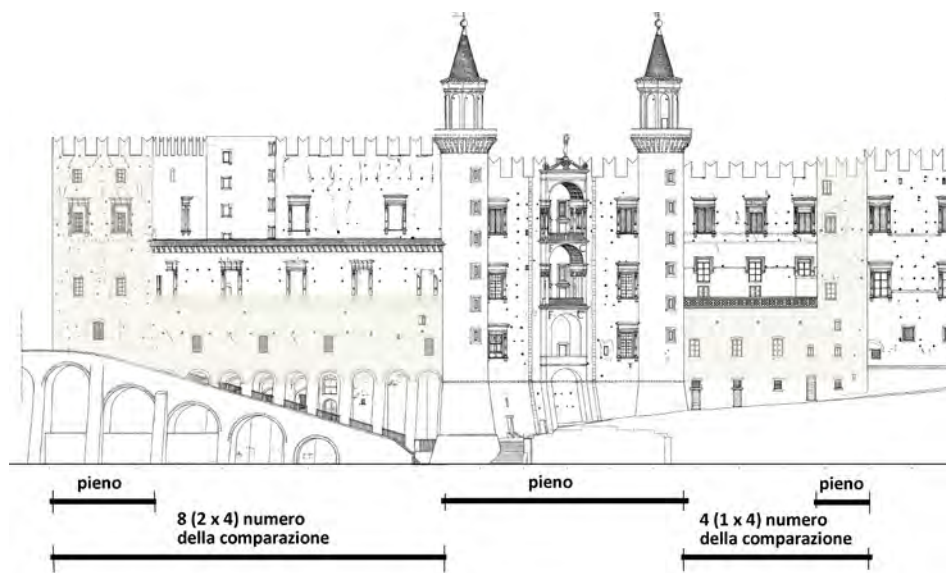 pieno
pieno
pieno
8 (2 x 4) numero
della comparazione
4 (1 x 4) numero
della comparazione